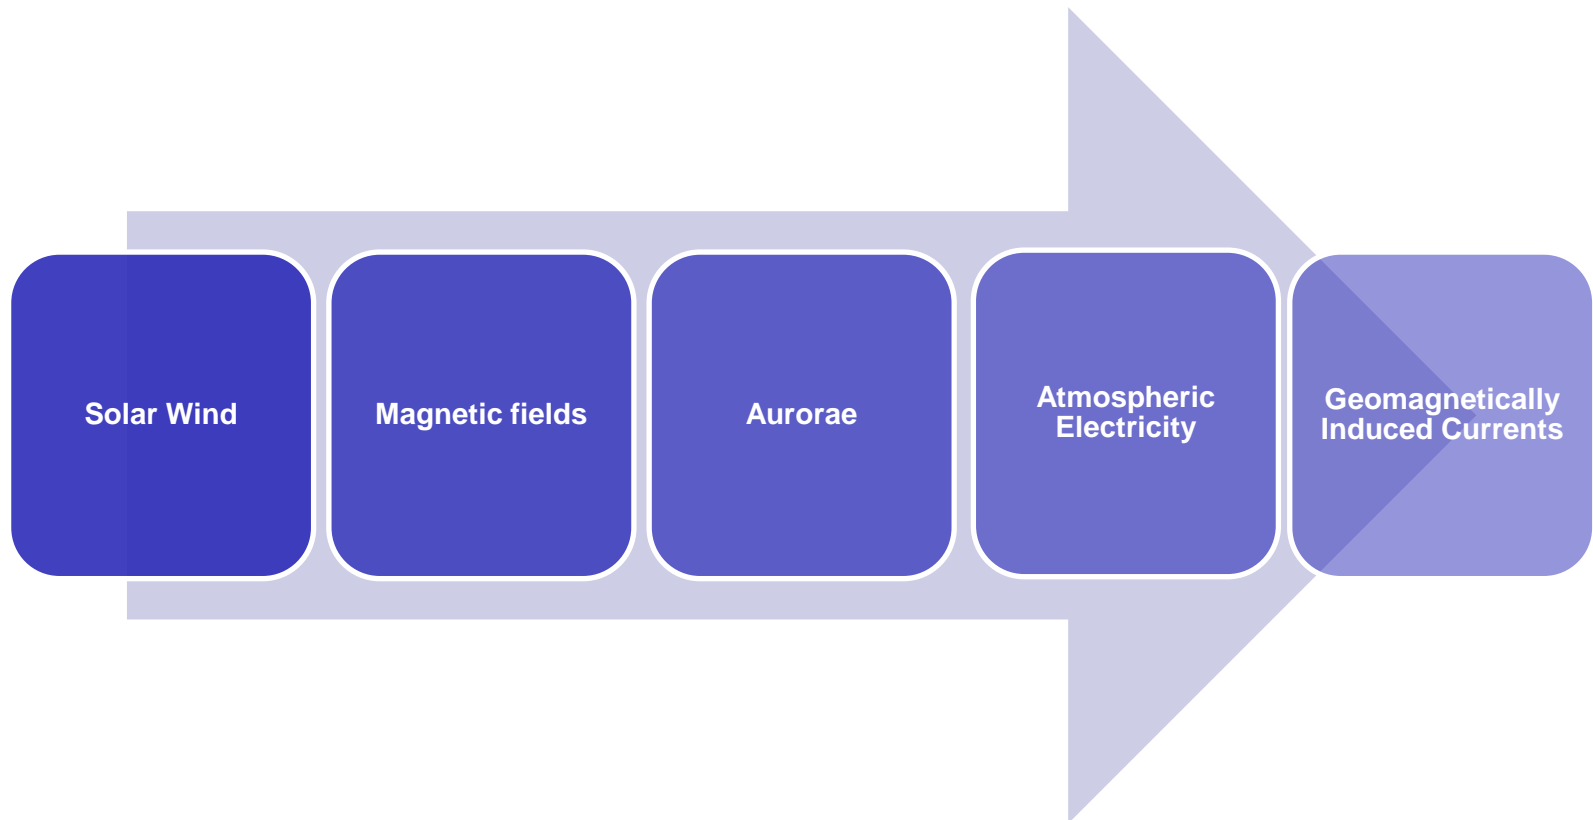 Solar Wind
Magnetic fields
Aurorae
Atmospheric
Electricity
Geomagnetically
Induced Currents